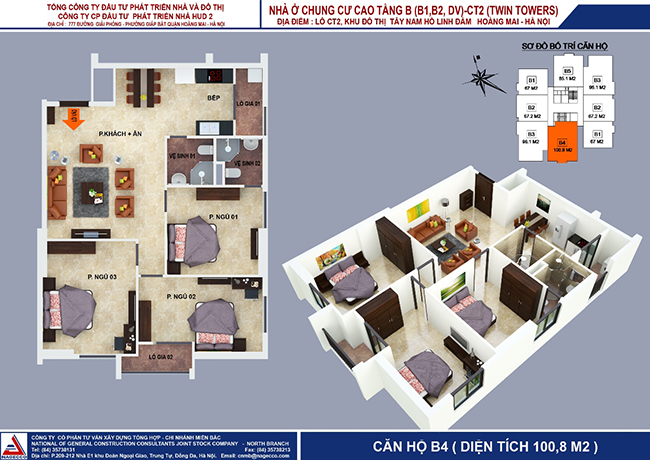 TỔNG CÔNG TY ĐẦU TƯ PHÁT TRIỂN NHÀ VÀ ĐÔ THỊ
CÔNG TY CP ĐẦU TƯ PHÁT TRIỂN NHÀ HUD 2
ĐỊA CHỈ : 777 ĐƯỜNG GIẢI PHÓNG - PHƯỜNG GIÁP BÁT QUẬN HOÀNG MAI - HÀ NỘI
NHÀ Ở CHUNG CƯ CAO TẦNG B (B1,B2, DV)-CT2 (TWIN TOWERS)
ĐỊA ĐIỂM : LÔ CT2, KHU ĐÔ THỊ TÂY NAM HỒ LINH ĐÀM HOÀNG MAI - HÀ NỘI
SƠ ĐỒ BỐ TRÍ CĂN HỘ
B1
67 M2
B5
85.1 M2
B3
96.1 M2
B2
67.2 M2
B2
67.2 M2
B3
96.1 M2
B4
100,8 M2
B1
67 M2
BẾP
LÔ GIA 01
LỐI VÀO
P.KHÁCH + ĂN
VỆ SINH 01
VỆ SINH 02
P. NGỦ 01
P. NGỦ 03
P. NGỦ 02
LÔ GIA 02
NAGECCO
CÔNG TY CỔ PHẦN TƯ VẤN XÂY DỰNG TỔNG HỢP - CHI NHÁNH MIỀN BẮC
NATIONAL OF GENERAL CONSTRUCTION CONSULTANTS JOINT STOCK COMPANY - NORTH BRANCH
Tel: (84) 35738131 Fax: (84) 35738213
Địa chỉ: P.209-212 Nhà E1 khu Đoàn Ngoại Giao, Trung Tự, Đống Đa, Hà Nội. Email: cnmb@nagecco.com
CĂN HỘ B4 ( DIỆN TÍCH 100,8 M2 )